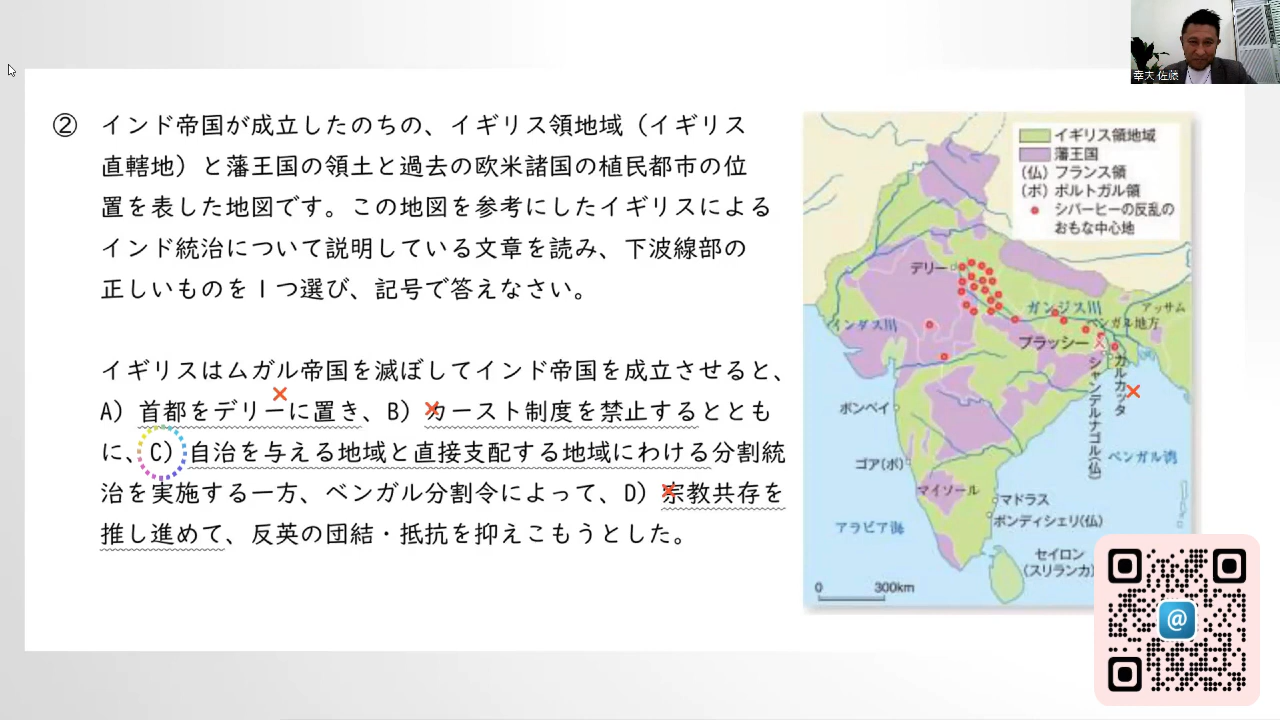 幸大 佐藤
② インド帝国が成立したのちの、イギリス領地域（イギリス
直轄地）と藩王国の領土と過去の欧米諸国の植民都市の位
置を表した地図です。この地図を参考にしたイギリスによる
インド統治について説明している文章を読み、下波線部の
正しいものを１つ選び、記号で答えなさい。
イギリスはムガル帝国を滅ぼしてインド帝国を成立させると、
A）首都をデリーに置き、B）カースト制度を禁止するととも
に、C）自治を与える地域と直接支配する地域にわける分割統
治を実施する一方、ベンガル分割令によって、D）宗教共存を
推し進めて、反英の団結・抵抗を抑えこもうとした。
イギリス領地域
藩王国
(仏) フランス領
(ポ) ポルトガル領
シパーヒーの反乱の
おもな中心地
デリー
ガンジス川
アッサム
インダス川
ベンガル地方
プラッシー
カルカッタ
シャンデルナゴル(仏)
ボンベイ
ベンガル湾
ゴア(ポ)
マイソール
マドラス
ポンディシェリ(仏)
アラビア海
セイロン
(スリランカ)
0 300km
@